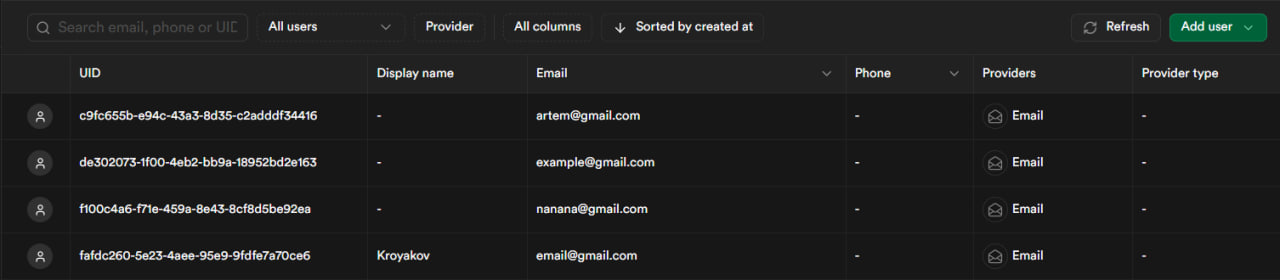 Search email, phone or UID All users Provider All columns Sorted by created at Refresh Add user
UID Display name Email Phone Providers Provider type
c9fc655b-e94c-43a3-8d35-c2adddf34416 - artem@gmail.com - Email -
de302073-1f00-4eb2-bb9a-18952bd2e163 - example@gmail.com - Email -
f100c4a6-f71e-459a-8e43-8cf8d5be92ea - nanana@gmail.com - Email -
fafdc260-5e23-4aee-95e9-9fdfe7a70ce6 Kroyakov email@gmail.com - Email -